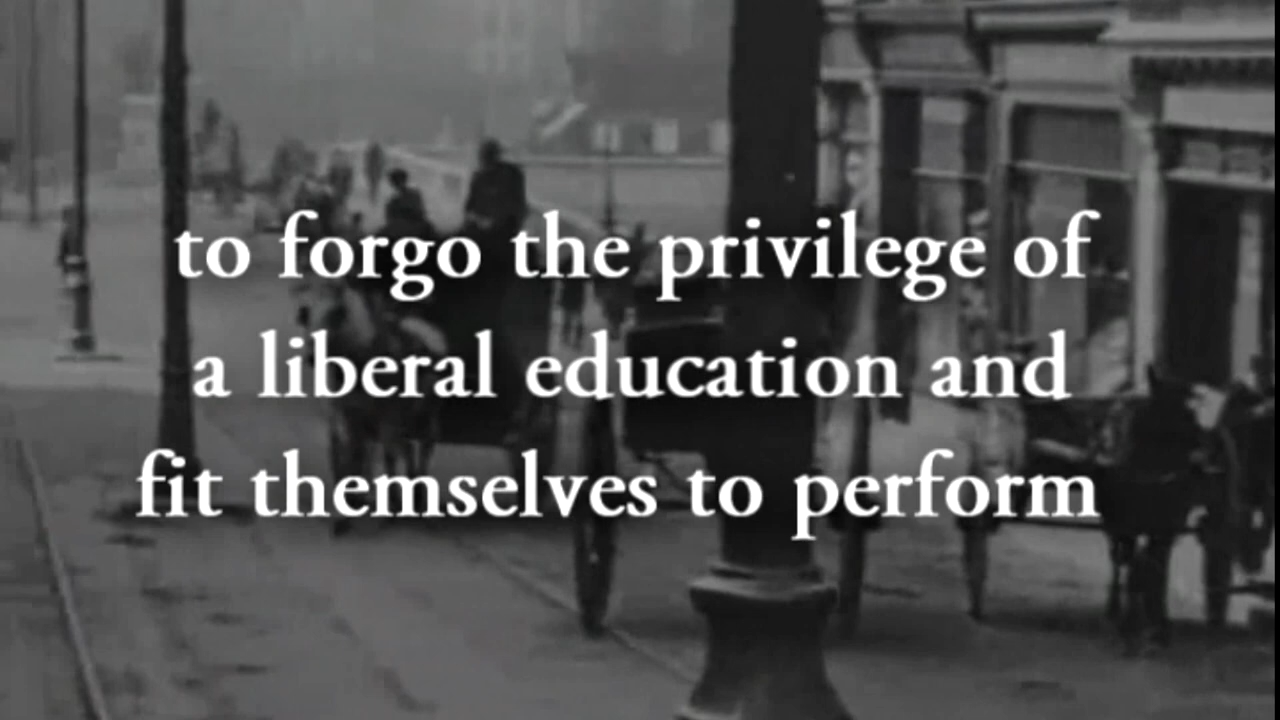 to forgo the privilege of
a liberal education and
fit themselves to perform